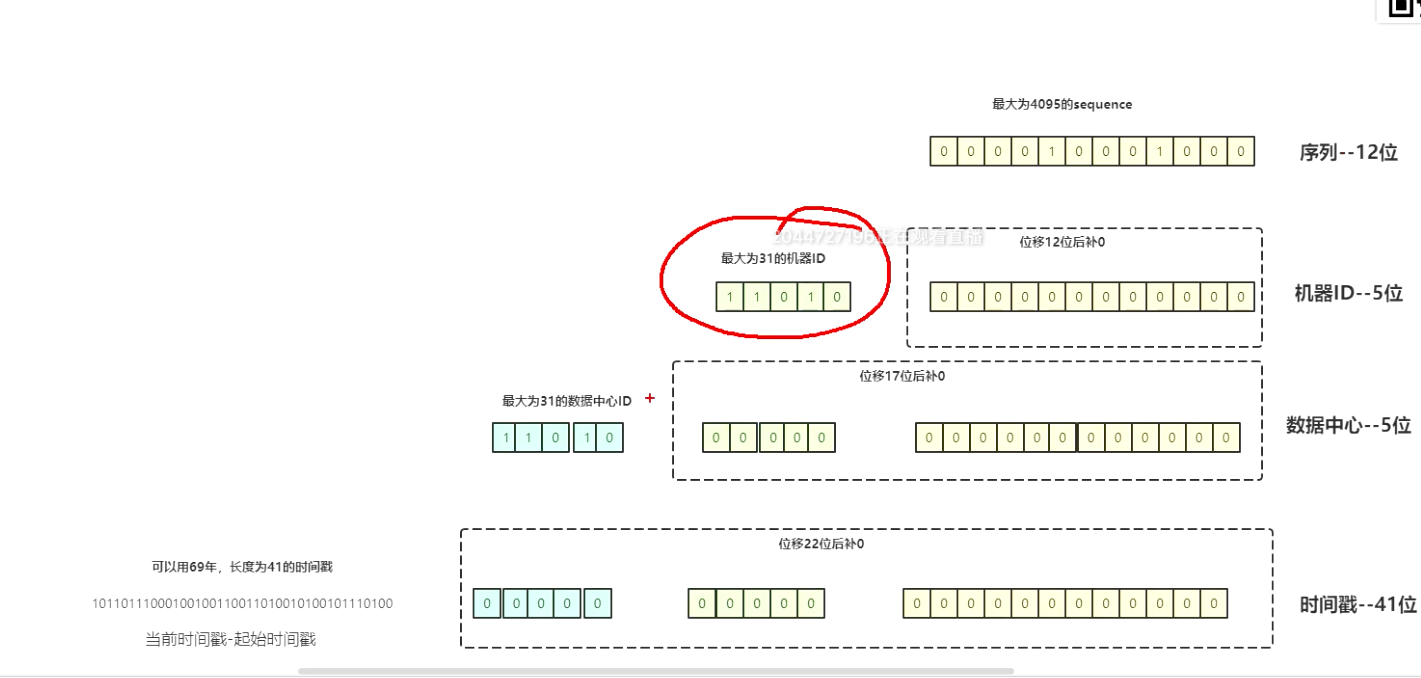 最大为4095的sequence
0 0 0 0 1 0 0 0 1 0 0 0
序列--12位
2044727196正在观看直播
位移12位后补0
最大为31的机器ID
1 1 0 1 0
0 0 0 0 0 0 0 0 0 0 0 0
机器ID--5位
位移17位后补0
最大为31的数据中心ID
1 1 0 1 0
0 0 0 0 0
0 0 0 0 0 0 0 0 0 0 0 0
数据中心--5位
位移22位后补0
可以用69年，长度为41的时间戳
10110111000100100110011010010100101110100
0 0 0 0 0
0 0 0 0 0
0 0 0 0 0 0 0 0 0 0 0 0
时间戳--41位
当前时间戳-起始时间戳